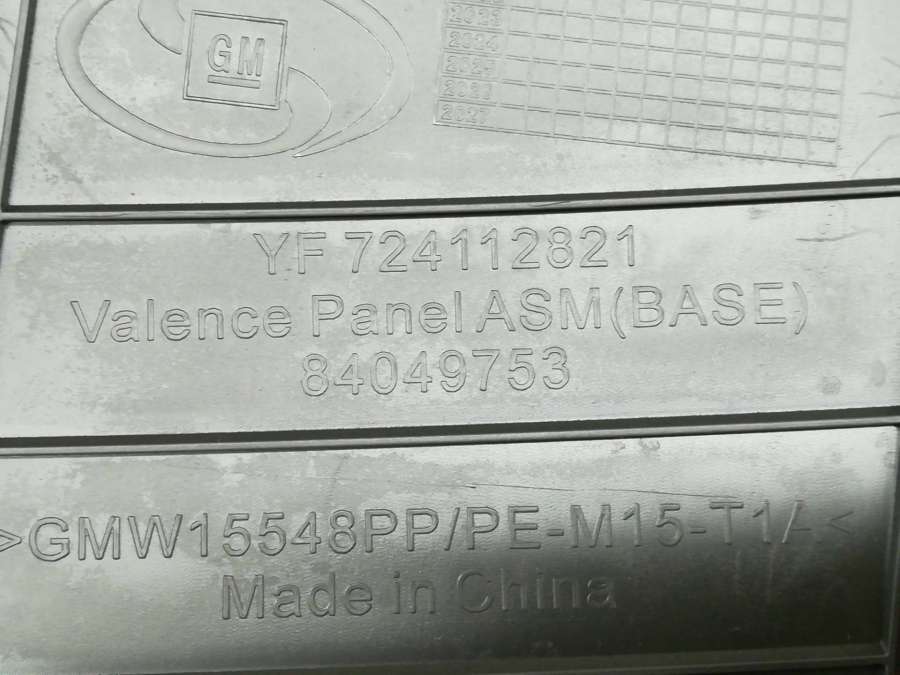 GM
2023
2024
2025
2026
2027
YF 724112821
Valence Panel ASM(BASE)
84049753
>GMW15548PP/PE-M15-T1A<
Made in China